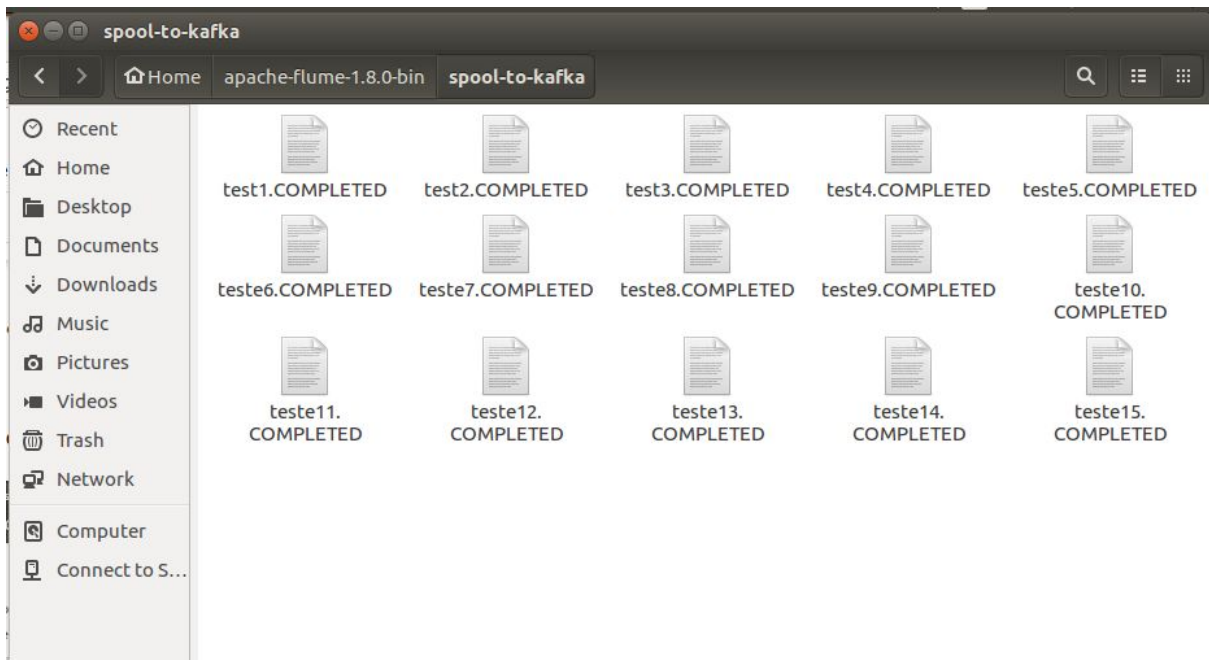 spool-to-kafka
Home apache-flume-1.8.0-bin spool-to-kafka
Recent
Home
Desktop
Documents
Downloads
Music
Pictures
Videos
Trash
Network
Computer
Connect to S...
test1.COMPLETED test2.COMPLETED test3.COMPLETED test4.COMPLETED teste5.COMPLETED
teste6.COMPLETED teste7.COMPLETED teste8.COMPLETED teste9.COMPLETED teste10.
COMPLETED
teste11. teste12. teste13. teste14. teste15.
COMPLETED COMPLETED COMPLETED COMPLETED COMPLETED